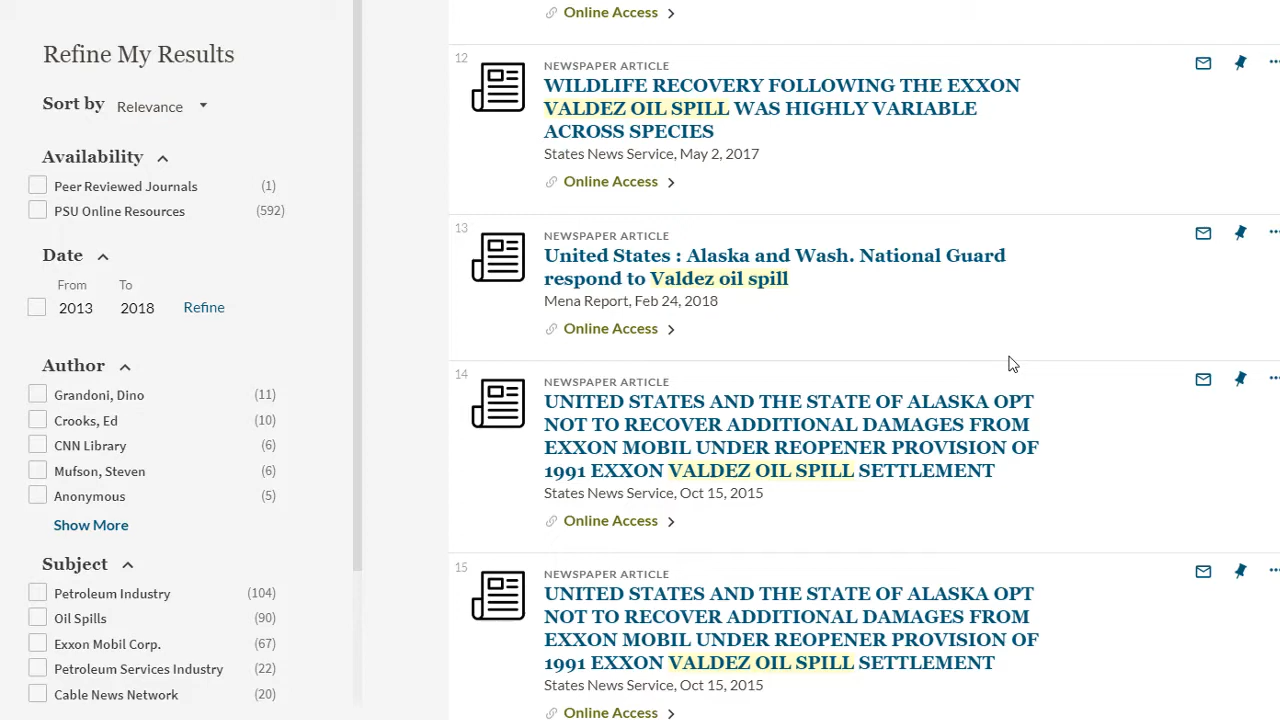 Refine My Results
Sort by Relevance
Availability
Peer Reviewed Journals (1)
PSU Online Resources (592)
Date
From To
2013 2018 Refine
Author
Grandoni, Dino (11)
Crooks, Ed (10)
CNN Library (6)
Mufson, Steven (6)
Anonymous (5)
Show More
Subject
Petroleum Industry (104)
Oil Spills (90)
Exxon Mobil Corp. (67)
Petroleum Services Industry (22)
Cable News Network (20)
Online Access
12
NEWSPAPER ARTICLE
WILDLIFE RECOVERY FOLLOWING THE EXXON
VALDEZ OIL SPILL WAS HIGHLY VARIABLE
ACROSS SPECIES
States News Service, May 2, 2017
Online Access
13
NEWSPAPER ARTICLE
United States : Alaska and Wash. National Guard
respond to Valdez oil spill
Mena Report, Feb 24, 2018
Online Access
14
NEWSPAPER ARTICLE
UNITED STATES AND THE STATE OF ALASKA OPT
NOT TO RECOVER ADDITIONAL DAMAGES FROM
EXXON MOBIL UNDER REOPENER PROVISION OF
1991 EXXON VALDEZ OIL SPILL SETTLEMENT
States News Service, Oct 15, 2015
Online Access
15
NEWSPAPER ARTICLE
UNITED STATES AND THE STATE OF ALASKA OPT
NOT TO RECOVER ADDITIONAL DAMAGES FROM
EXXON MOBIL UNDER REOPENER PROVISION OF
1991 EXXON VALDEZ OIL SPILL SETTLEMENT
States News Service, Oct 15, 2015
Online Access